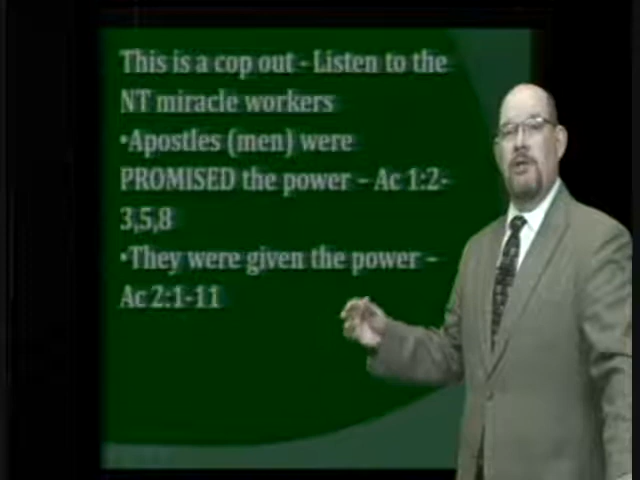 This is a cop out - Listen to the
NT miracle workers
•Apostles (men) were
PROMISED the power – Ac 1:2-
3,5,8
•They were given the power –
Ac 2:1-11